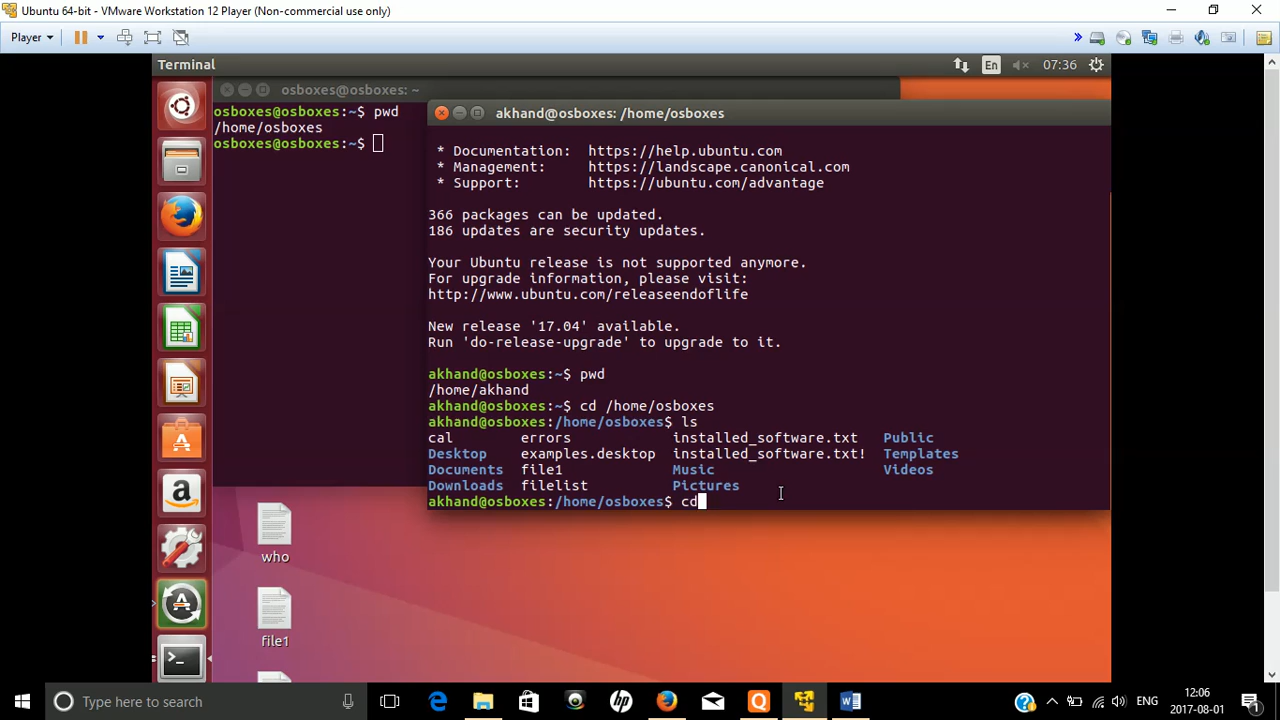 Ubuntu 64-bit - VMware Workstation 12 Player (Non-commercial use only)
Player
Terminal
En
07:36
osboxes@osboxes: ~
osboxes@osboxes:~$ pwd
/home/osboxes
osboxes@osboxes:~$
akhand@osboxes: /home/osboxes
* Documentation: https://help.ubuntu.com
* Management: https://landscape.canonical.com
* Support: https://ubuntu.com/advantage
366 packages can be updated.
186 updates are security updates.
Your Ubuntu release is not supported anymore.
For upgrade information, please visit:
http://www.ubuntu.com/releaseendoflife
New release '17.04' available.
Run 'do-release-upgrade' to upgrade to it.
akhand@osboxes:~$ pwd
/home/akhand
akhand@osboxes:~$ cd /home/osboxes
akhand@osboxes:/home/osboxes$ ls
cal errors installed_software.txt Public
Desktop examples.desktop installed_software.txt! Templates
Documents file1 Music Videos
Downloads filelist Pictures
akhand@osboxes:/home/osboxes$ cd
who
file1
Type here to search
ENG
12:06
2017-08-01
1